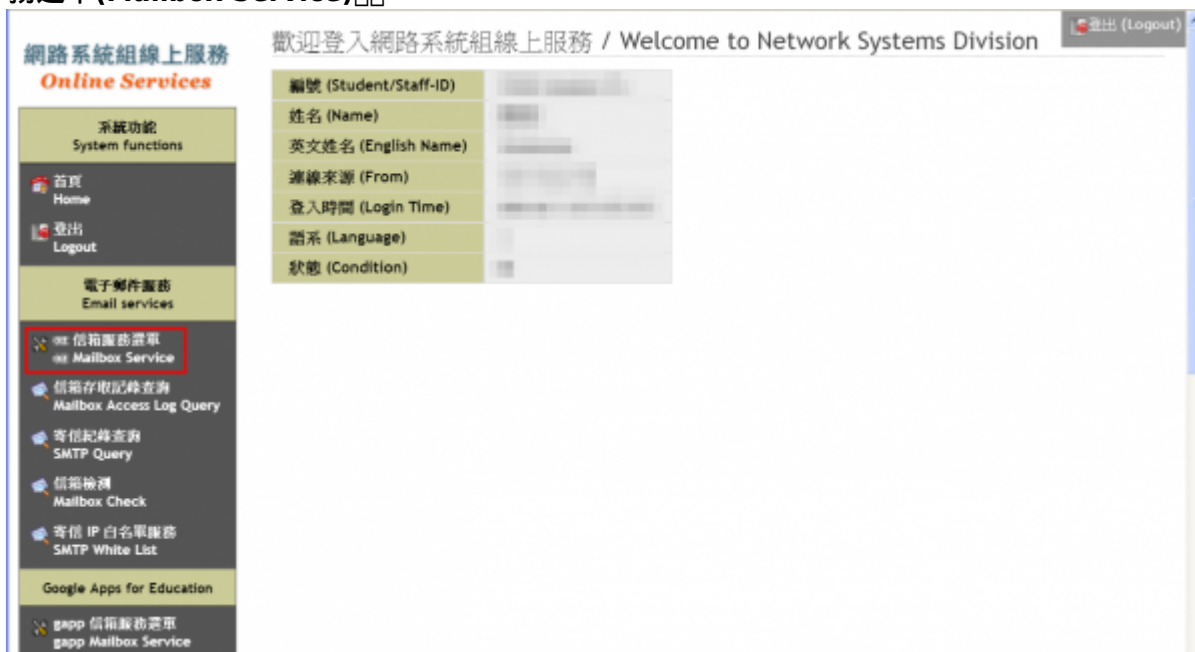 (Mailbox Service)
網路系統組線上服務
Online Services
系統功能
System functions
首頁
Home
登出
Logout
電子郵件服務
Email services
信箱服務選單
Mailbox Service
信箱存取記錄查詢
Mailbox Access Log Query
寄信記錄查詢
SMTP Query
信箱檢測
Mailbox Check
寄信 IP 白名單服務
SMTP White List
Google Apps for Education
gapp 信箱服務選單
gapp Mailbox Service
歡迎登入網路系統組線上服務 / Welcome to Network Systems Division
登出 (Logout)
編號 (Student/Staff-ID)
姓名 (Name)
英文姓名 (English Name)
連線來源 (From)
登入時間 (Login Time)
語系 (Language)
狀態 (Condition)